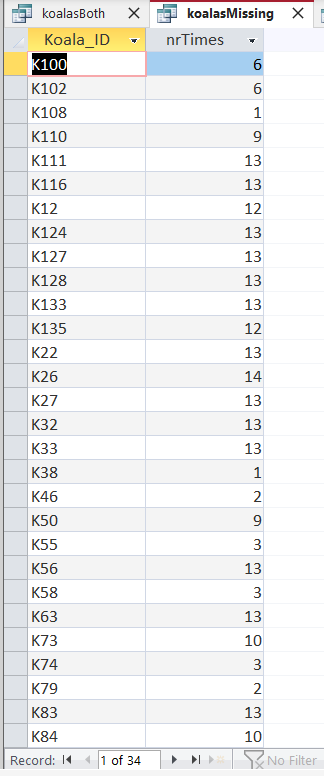 koalasBoth koalasMissing
Koala_ID nrTimes
K100 6
K102 6
K108 1
K110 9
K111 13
K116 13
K12 12
K124 13
K127 13
K128 13
K133 13
K135 12
K22 13
K26 14
K27 13
K32 13
K33 13
K38 1
K46 2
K50 9
K55 3
K56 13
K58 3
K63 13
K73 10
K74 3
K79 2
K83 13
K84 10
Record: 1 of 34 No Filter